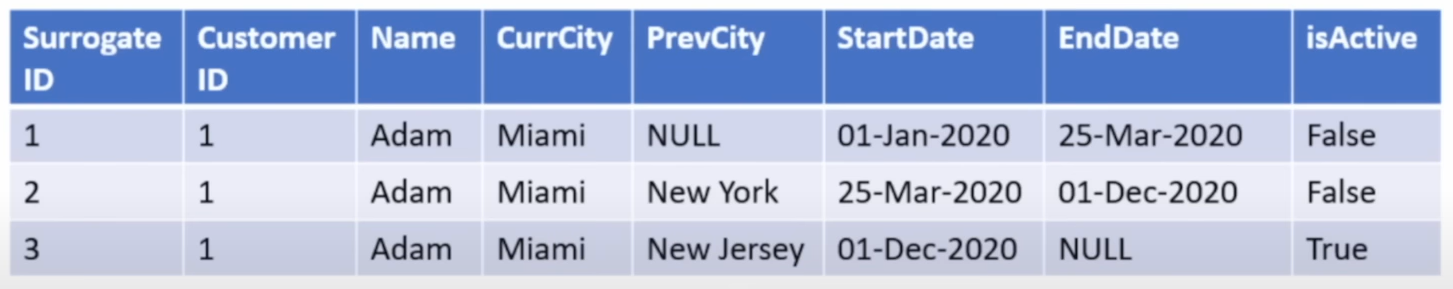 Surrogate ID Customer ID Name CurrCity PrevCity StartDate EndDate isActive
1 1 Adam Miami NULL 01-Jan-2020 25-Mar-2020 False
2 1 Adam Miami New York 25-Mar-2020 01-Dec-2020 False
3 1 Adam Miami New Jersey 01-Dec-2020 NULL True